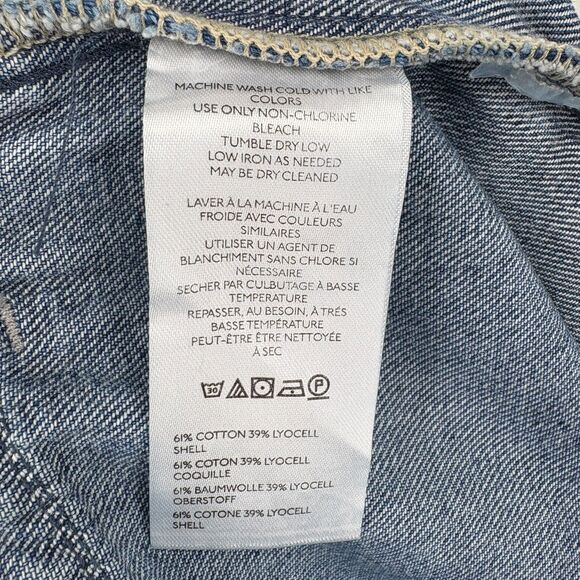 MACHINE WASH COLD WITH LIKE
COLORS
USE ONLY NON-CHLORINE
BLEACH
TUMBLE DRY LOW
LOW IRON AS NEEDED
MAY BE DRY CLEANED
LAVER À LA MACHINE À L'EAU
FROIDE AVEC COULEURS
SIMILAIRES
UTILISER UN AGENT DE
BLANCHIMENT SANS CHLORE SI
NÉCESSAIRE
SECHER PAR CULBUTAGE À BASSE
TEMPERATURE
REPASSER, AU BESOIN, À TRÉS
BASSE TEMPÉRATURE
PEUT-ÊTRE ÊTRE NETTOYÉE
À SEC
30 P
61% COTTON 39% LYOCELL
SHELL
61% COTON 39% LYOCELL
COQUILLE
61% BAUMWOLLE 39% LYOCELL
OBERSTOFF
61% COTONE 39% LYOCELL
SHELL